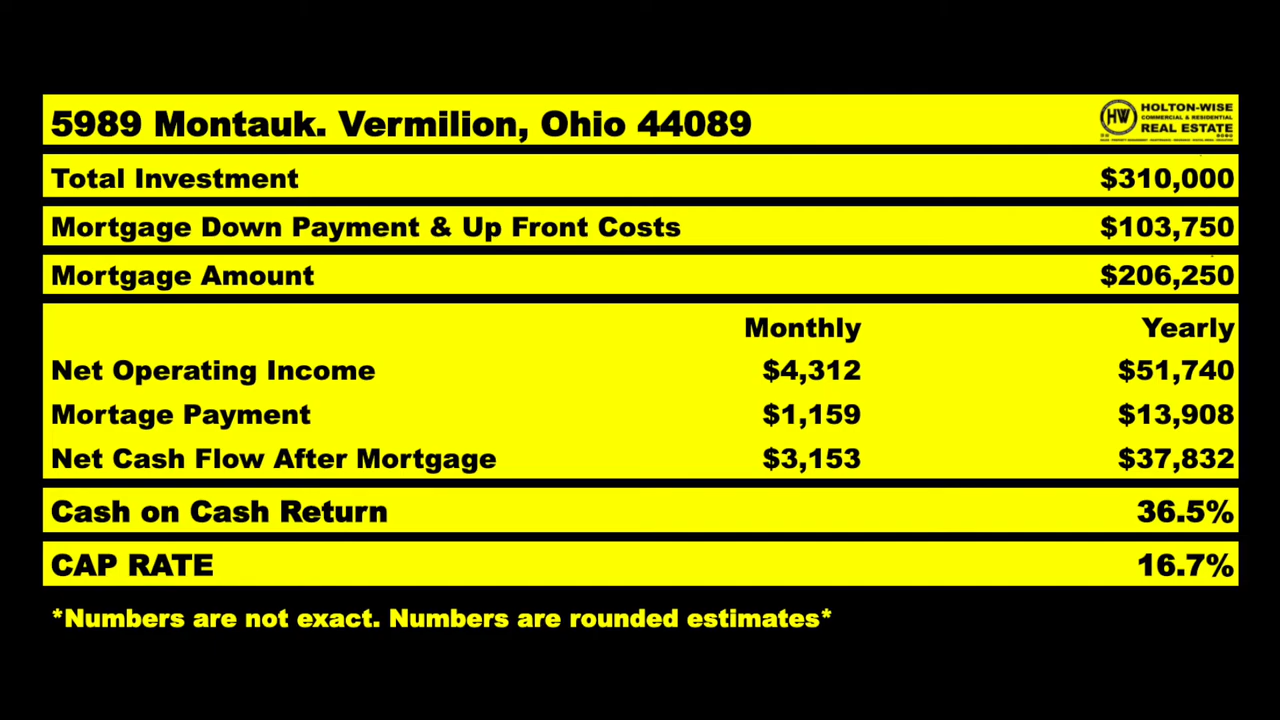 5989 Montauk. Vermilion, Ohio 44089
HOLTON-WISE
COMMERCIAL & RESIDENTIAL
REAL ESTATE
HW
Total Investment $310,000
Mortgage Down Payment & Up Front Costs $103,750
Mortgage Amount $206,250
Monthly Yearly
Net Operating Income $4,312 $51,740
Mortage Payment $1,159 $13,908
Net Cash Flow After Mortgage $3,153 $37,832
Cash on Cash Return 36.5%
CAP RATE 16.7%
*Numbers are not exact. Numbers are rounded estimates*